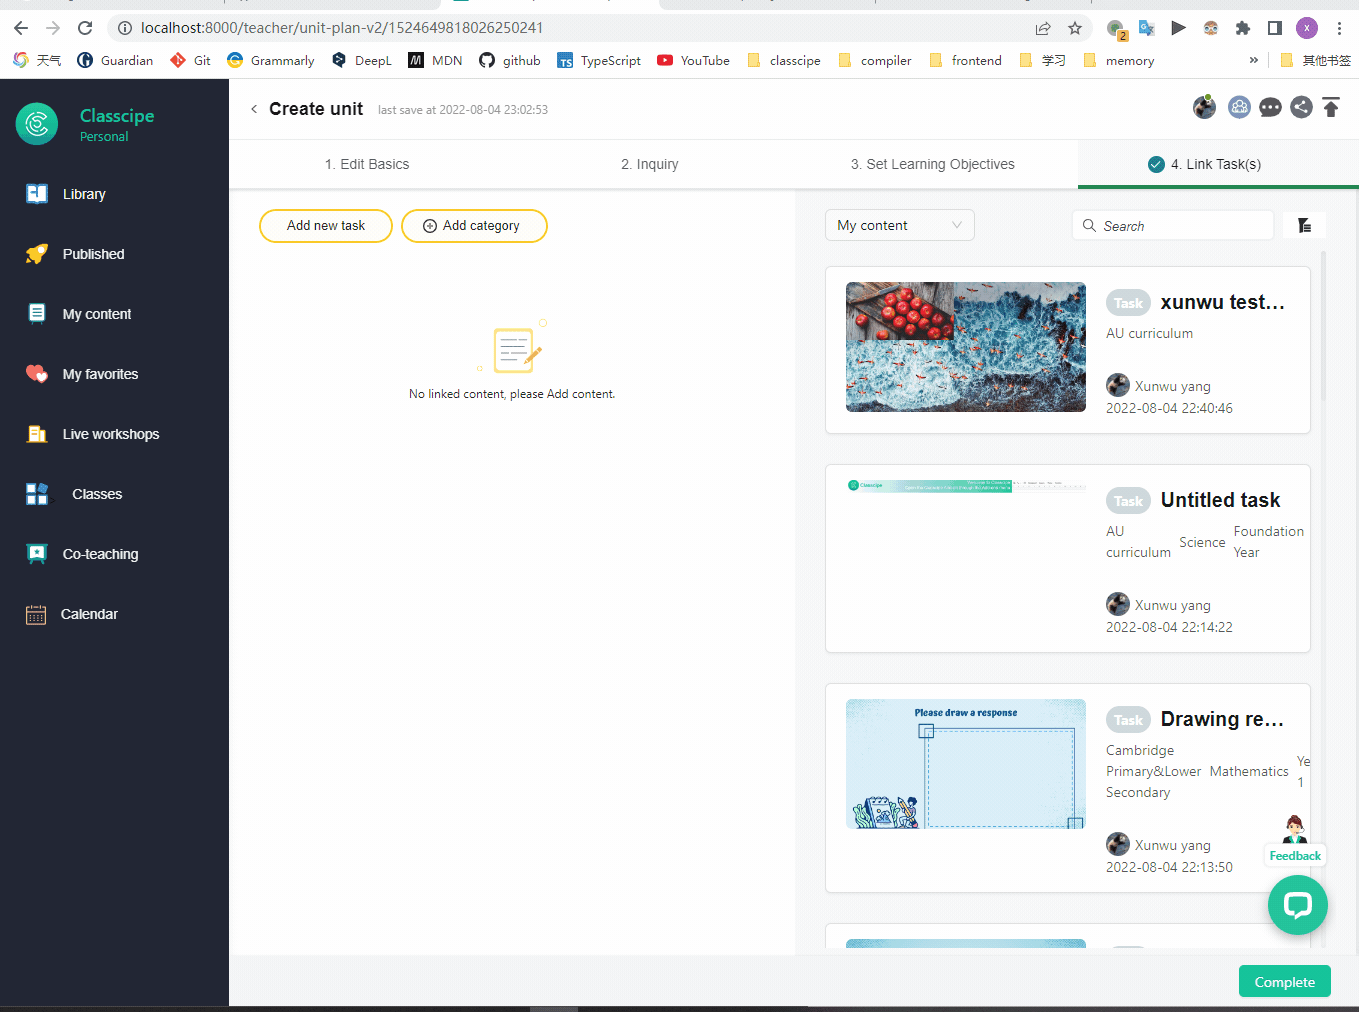 localhost:8000/teacher/unit-plan-v2/1524649818026250241
2
X
天气
Guardian
Git
Grammarly
DeepL
MDN
github
TypeScript
YouTube
classcipe
compiler
frontend
学习
memory
»
其他书签
Classcipe
Personal
Library
Published
My content
My favorites
Live workshops
Classes
Co-teaching
Calendar
Create unit last save at 2022-08-04 23:02:53
1. Edit Basics
2. Inquiry
3. Set Learning Objectives
4. Link Task(s)
Add new task
Add category
No linked content, please Add content.
My content
Search
Task xunwu test...
AU curriculum
Xunwu yang
2022-08-04 22:40:46
Classcipe
Task Untitled task
AU curriculum
Science
Foundation Year
Xunwu yang
2022-08-04 22:14:22
Please draw a response
Task Drawing re...
Cambridge
Primary&Lower
Secondary
Mathematics
Ye
1
Xunwu yang
2022-08-04 22:13:50
Feedback
Complete